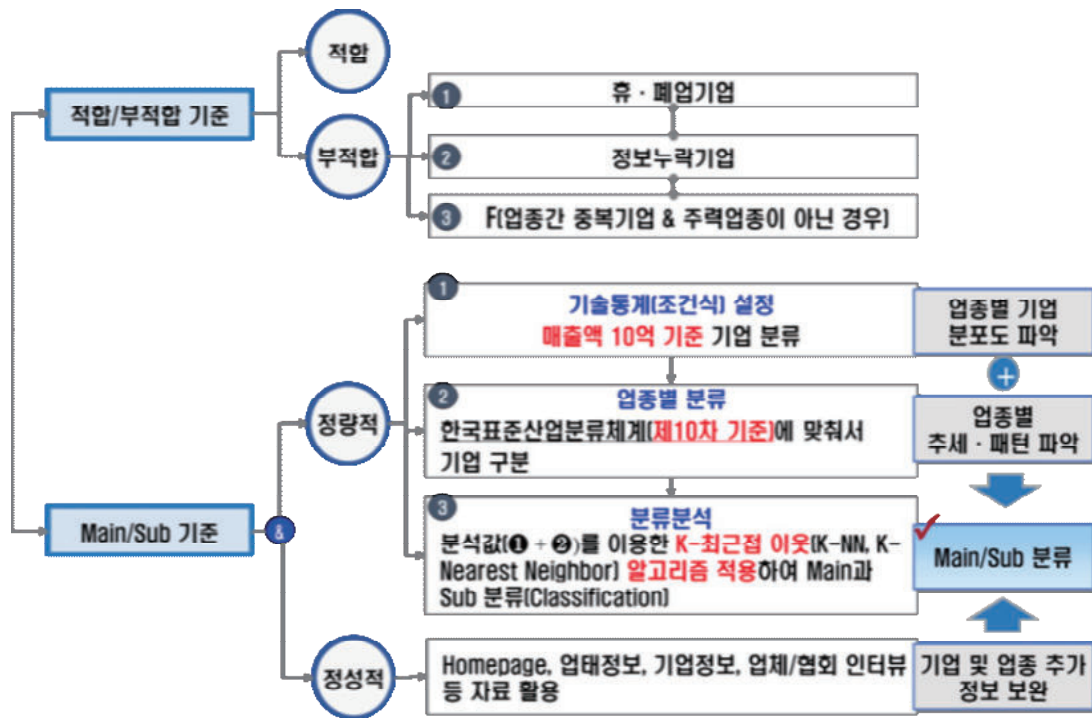 적합
적합/부적합 기준
부적합
1
휴 · 폐업기업
2
정보누락기업
3
F(업종간 중복기업 & 주력업종이 아닌 경우)
1
기술통계(조건식) 설정
매출액 10억 기준 기업 분류
업종별 기업
분포도 파악
+
정량적
2
업종별 분류
한국표준산업분류체계(제10차 기준)에 맞춰서
기업 구분
업종별
추세 · 패턴 파악
Main/Sub 기준
&
3
분류분석
분석값(❶ + ❷)를 이용한 K-최근접 이웃(K-NN, K-
Nearest Neighbor) 알고리즘 적용하여 Main과
Sub 분류(Classification)
Main/Sub 분류
정성적
Homepage, 업태정보, 기업정보, 업체/협회 인터뷰
등 자료 활용
기업 및 업종 추가
정보 보완